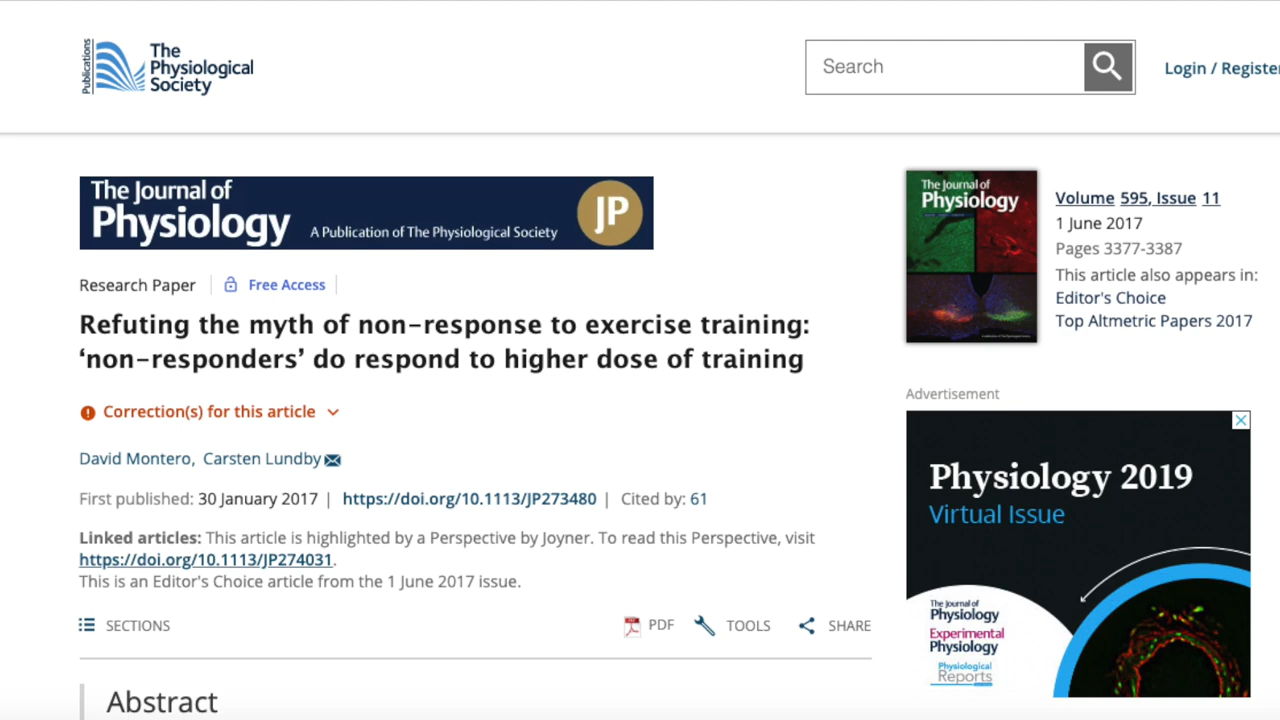 Publications
The
Physiological
Society
Search
Login / Register
The Journal of
Physiology
A Publication of The Physiological Society
JP
Research Paper
Free Access
Refuting the myth of non-response to exercise training:
‘non-responders’ do respond to higher dose of training
Correction(s) for this article
David Montero, Carsten Lundby
First published: 30 January 2017 | https://doi.org/10.1113/JP273480 | Cited by: 61
Linked articles: This article is highlighted by a Perspective by Joyner. To read this Perspective, visit
https://doi.org/10.1113/JP274031.
This is an Editor's Choice article from the 1 June 2017 issue.
SECTIONS
PDF
TOOLS
SHARE
Abstract
The Journal of
Physiology
Volume 595, Issue 11
1 June 2017
Pages 3377-3387
This article also appears in:
Editor's Choice
Top Altmetric Papers 2017
Advertisement
Physiology 2019
Virtual Issue
The Journal of
Physiology
Experimental
Physiology
Physiological
Reports